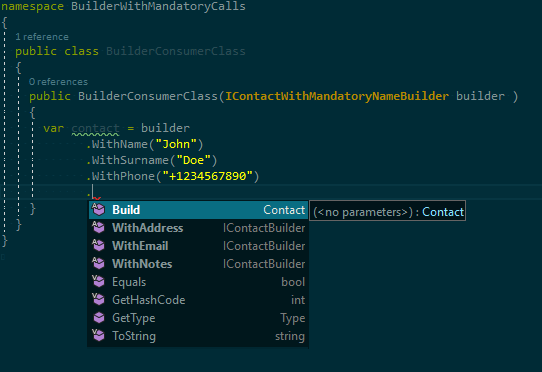 namespace BuilderWithMandatoryCalls
{
1 reference
public class BuilderConsumerClass
{
0 references
public BuilderConsumerClass(IContactWithMandatoryNameBuilder builder )
{
var contact = builder
.WithName("John")
.WithSurname("Doe")
.WithPhone("+1234567890")
.
Build Contact (<no parameters>) : Contact
WithAddress IContactBuilder
WithEmail IContactBuilder
WithNotes IContactBuilder
Equals bool
GetHashCode int
GetType Type
ToString string
}
}
}